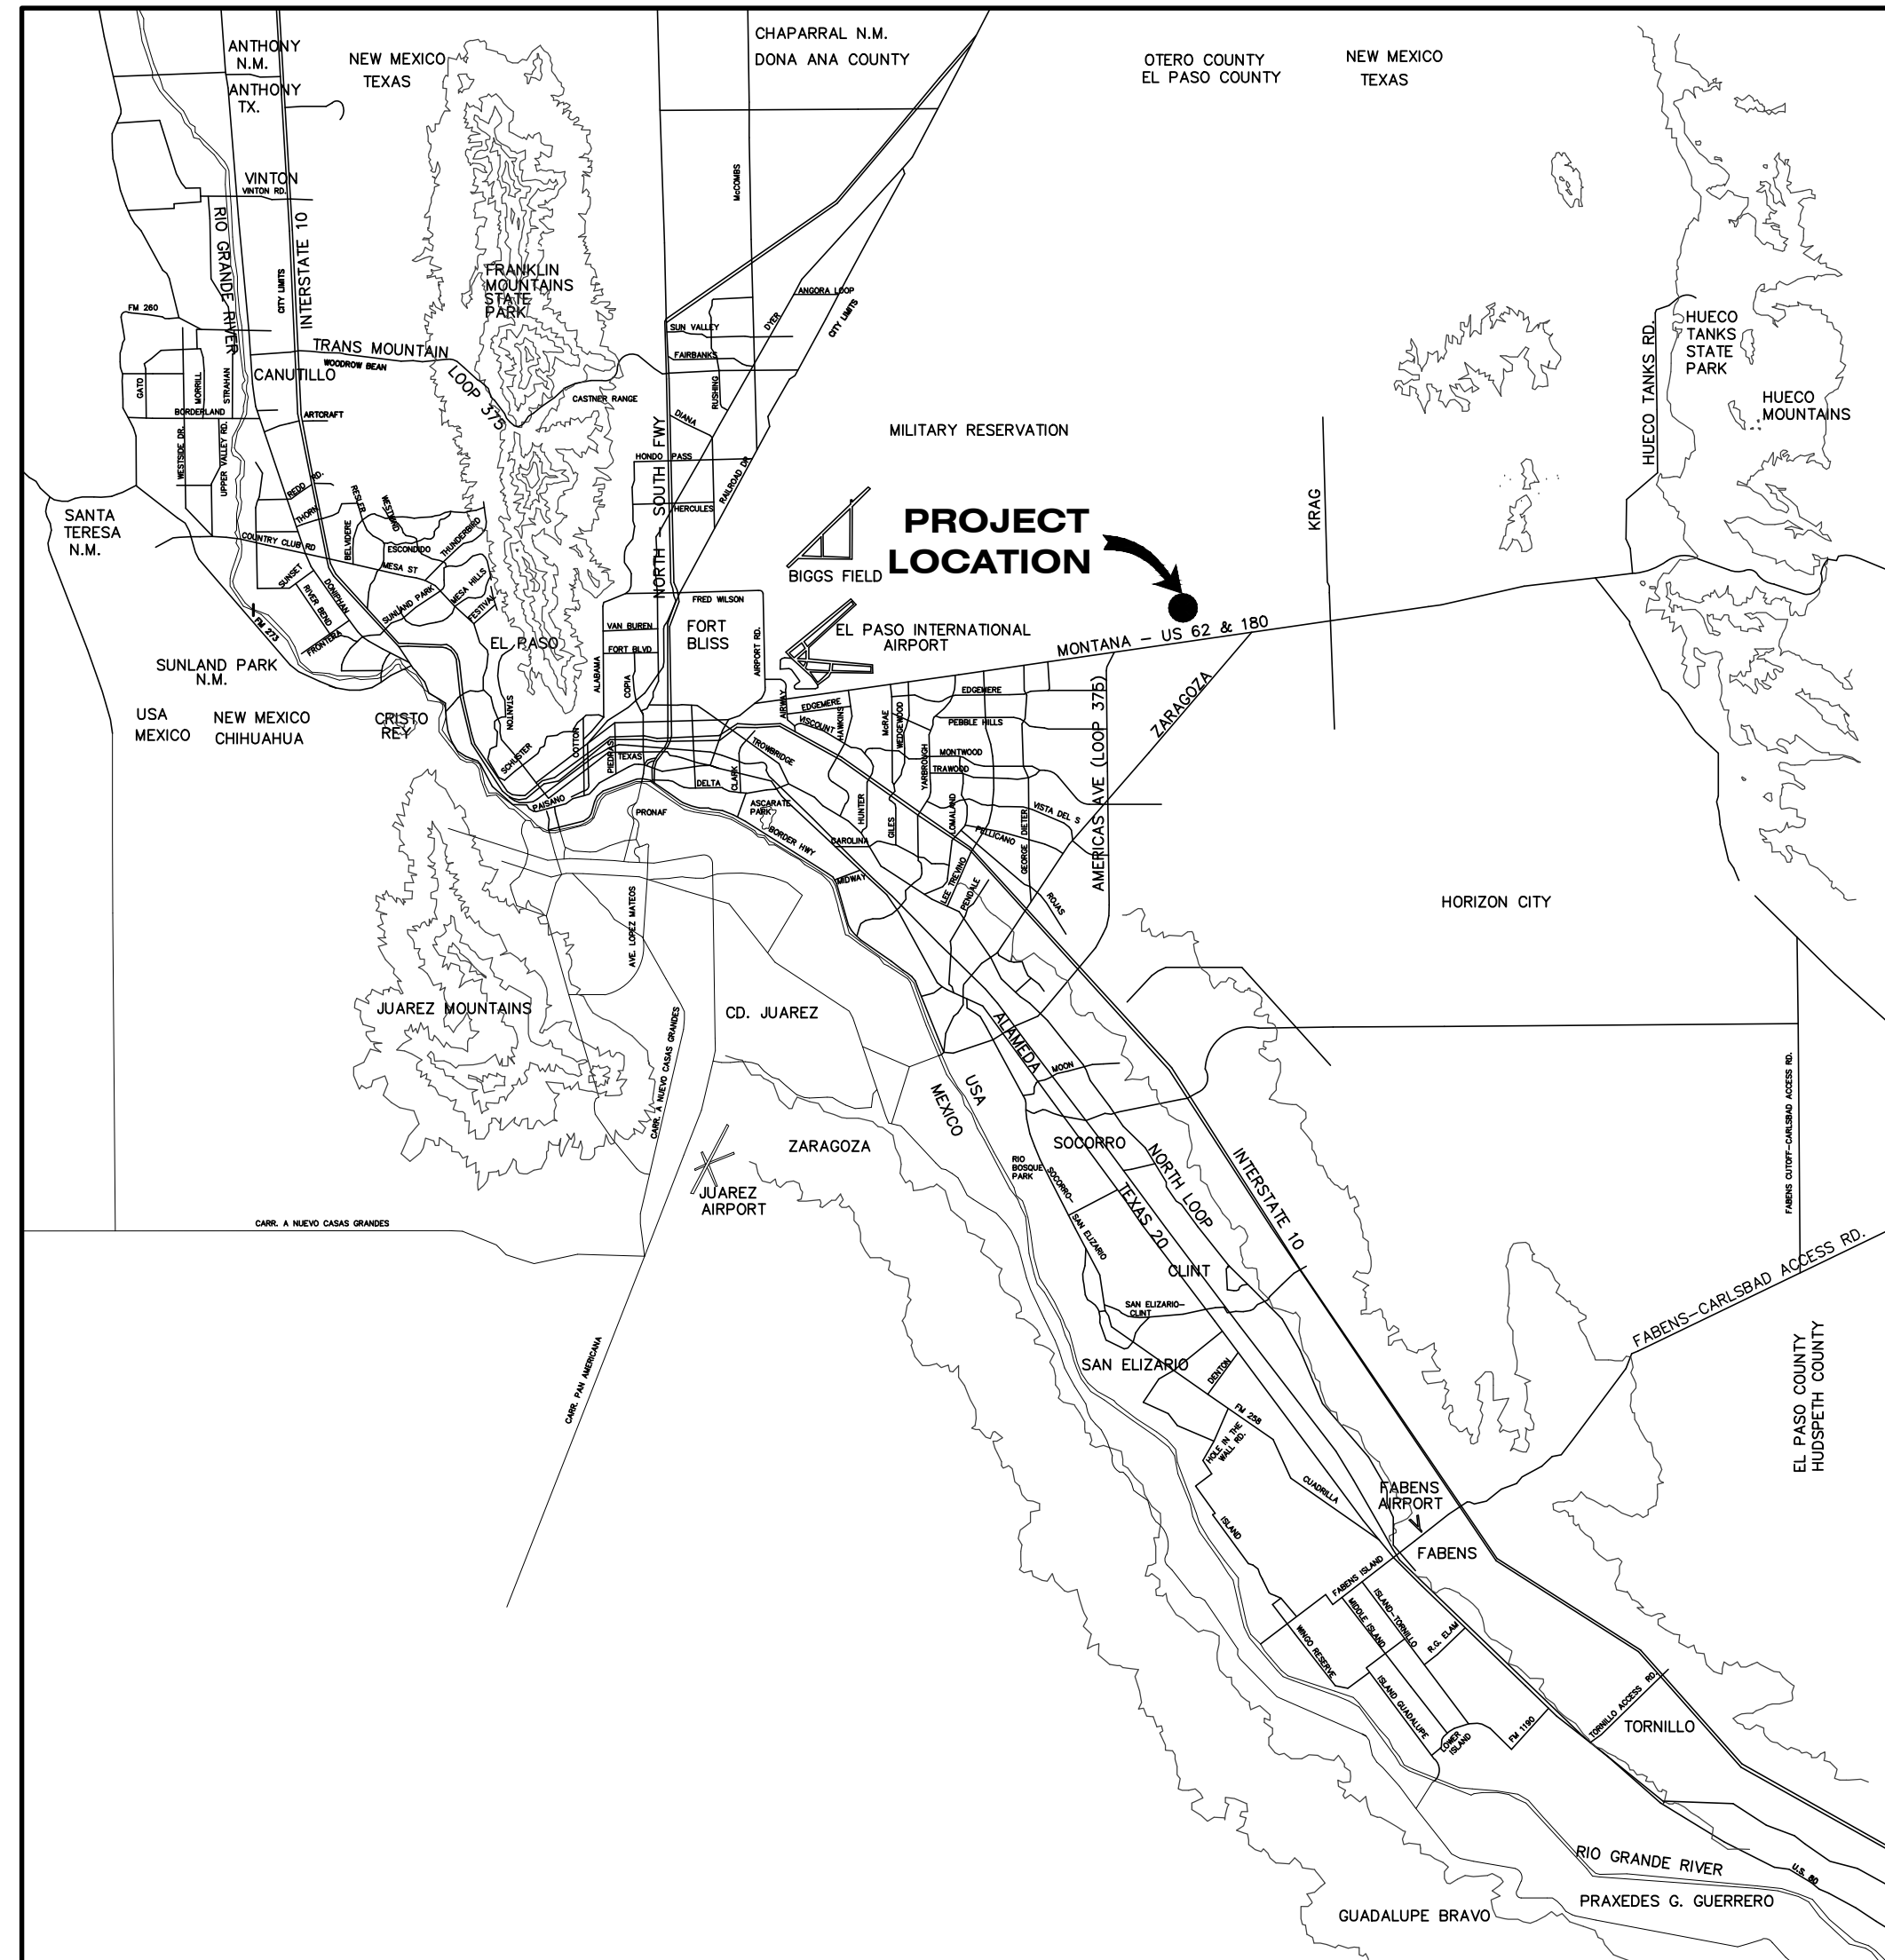 CHAPARRAL N.M.
DONA ANA COUNTY
ANTHONY
N.M.
ANTHONY
TX.
NEW MEXICO
TEXAS
OTERO COUNTY
EL PASO COUNTY
NEW MEXICO
TEXAS
VINTON
VINTON RD.
RIO GRANDE RIVER
CITY LIMITS
INTERSTATE 10
McCOMBS
FRANKLIN
MOUNTAINS
STATE
PARK
ANGORA LOOP
DYER
CITY LIMITS
FM 260
SUN VALLEY
FAIRBANKS
TRANS MOUNTAIN
WOODROW BEAN
LOOP 375
CANUTILLO
CASTNER RANGE
RUSHING
GATO
MORRILL
STRAHAN
BORDERLAND
ARTCRAFT
WESTSIDE DR.
UPPER VALLEY RD.
DIANA
HONDO PASS
NORTH - SOUTH FWY
RAILROAD DR
HERCULES
MILITARY RESERVATION
HUECO TANKS RD.
HUECO
TANKS
STATE
PARK
HUECO
MOUNTAINS
KRAG
PROJECT
LOCATION
BIGGS FIELD
SANTA
TERESA
N.M.
REDD RD.
THORN
RESLER
WESTWIND
BELVIDERE
ESCONDIDO
THUNDERBIRD
COUNTRY CLUB RD
MESA ST
SUNSET
RIVER BEND
DONIPHAN
SUNLAND PARK
MESA HILLS
FESTIVAL
FM 273
FRONTERA
FRED WILSON
VAN BUREN
FORT BLVD
FORT
BLISS
AIRPORT RD.
EL PASO INTERNATIONAL
AIRPORT
MONTANA - US 62 & 180
EL PASO
ALABAMA
COPIA
SUNLAND PARK
N.M.
USA
MEXICO
NEW MEXICO
CHIHUAHUA
CRISTO
REY
STANTON
SCHUSTER
COTTON
PIEDRAS
TEXAS
PAISANO
AIRWAY
EDGEMERE
VISCOUNT
HAWKINS
McRAE
WEDGEWOOD
EDGEMERE
PEBBLE HILLS
MONTWOOD
TRAWOOD
YARBROUGH
AMERICAS AVE (LOOP 375)
ZARAGOZA
TROWBRIDGE
DELTA
CLARK
ASCARATE
PARK
PRONAF
BORDER HWY
HUNTER
GILES
CAROLINA
MIDWAY
LOMALAND
VISTA DEL S
PELLICANO
GEORGE DIETER
LEE TREVINO
PENDALE
ROJAS
AVE. LOPEZ MATEOS
HORIZON CITY
JUAREZ MOUNTAINS
CD. JUAREZ
CARR. A NUEVO CASAS GRANDES
ALAMEDA
MOON
USA
MEXICO
FABENS CUTOFF-CARLSBAD ACCESS RD.
ZARAGOZA
SOCORRO
RIO
BOSQUE
PARK
SOCORRO-
SAN ELIZARIO
NORTH LOOP
TEXAS 20
INTERSTATE 10
JUAREZ
AIRPORT
CARR. A NUEVO CASAS GRANDES
CLINT
SAN ELIZARIO-
CLINT
FABENS-CARLSBAD ACCESS RD.
CARR. PAN AMERICANA
SAN ELIZARIO
DENTON
FM 258
HOLE IN THE
WALL RD.
EL PASO COUNTY
HUDSPETH COUNTY
CUADRILLA
FABENS
AIRPORT
ISLAND
FABENS
FABENS ISLAND
MIDDLE ISLAND
ISLAND-TORNILLO
R.G. ELAM
WINGO RESERVE
ISLAND GUADALUPE
LOWER
ISLAND
FM 1190
TORNILLO ACCESS RD.
TORNILLO
RIO GRANDE RIVER
U.S. 80
PRAXEDES G. GUERRERO
GUADALUPE BRAVO